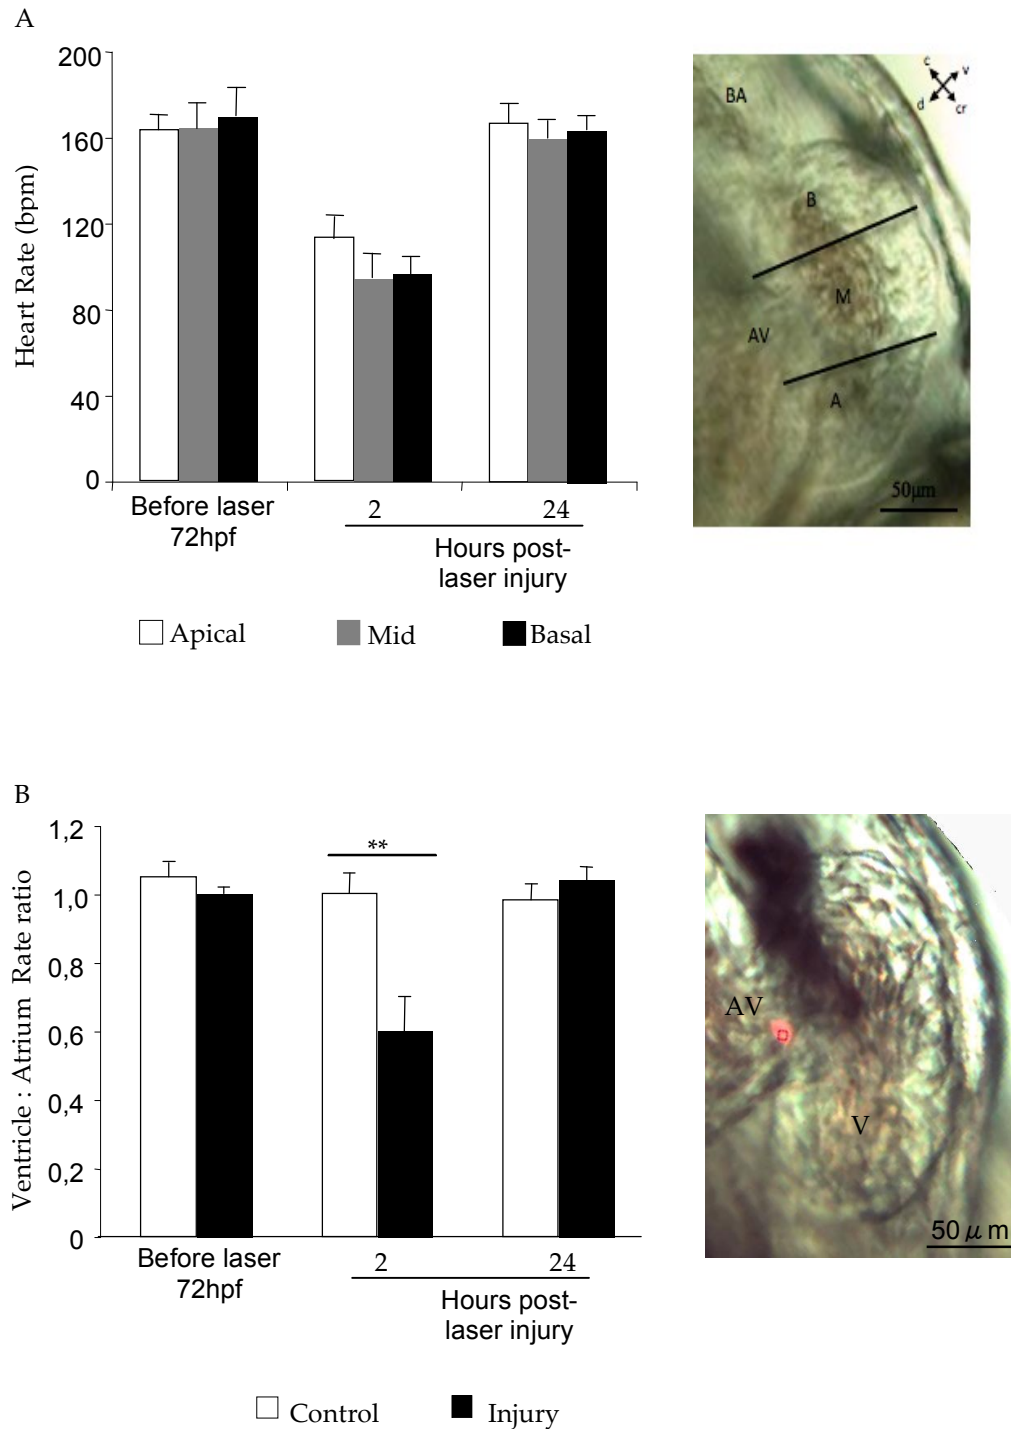 A
200
160
120
80
40
0
Heart Rate (bpm)
Before laser
72hpf
2
24
Hours post-
laser injury
Apical
Mid
Basal
c
v
d
cr
BA
B
M
AV
A
50μm
B
1,2
1,0
0,8
0,6
0,4
0,2
0
Ventricle : Atrium Rate ratio
**
Before laser
72hpf
2
24
Hours post-
laser injury
Control
Injury
AV
V
50 μ m